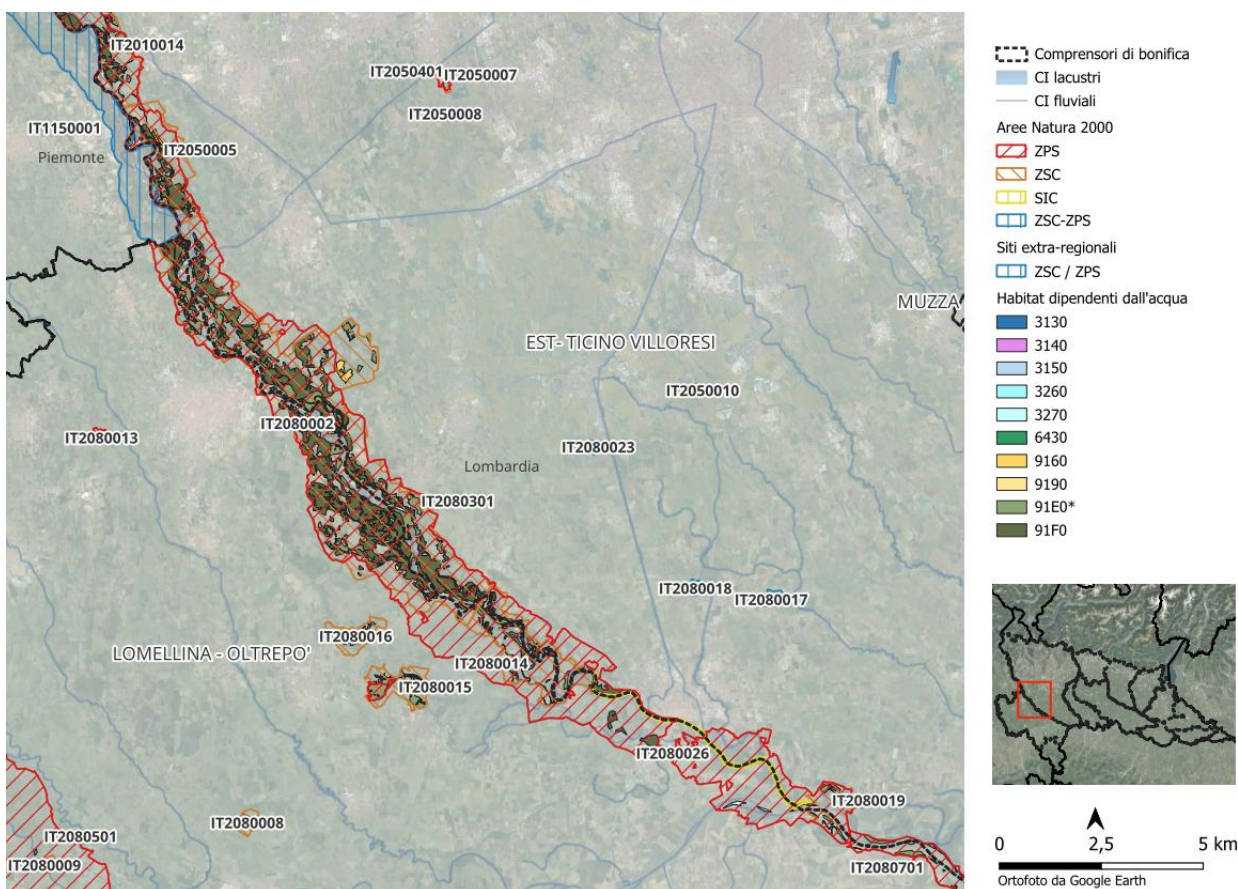 IT2010014
IT2050401 IT2050007
IT2050008
IT1150001
Piemonte
IT2050005
MUZZA
EST- TICINO VILLORESI
IT2050010
IT2080002
IT2080013
IT2080023
Lombardia
IT2080301
IT2080018
IT2080017
IT2080016
LOMELLINA - OLTREPO'
IT2080014
IT2080015
IT2080026
IT2080019
IT2080008
IT2080501
IT2080009
IT2080701
Comprensori di bonifica
CI lacustri
CI fluviali
Aree Natura 2000
ZPS
ZSC
SIC
ZSC-ZPS
Siti extra-regionali
ZSC / ZPS
Habitat dipendenti dall'acqua
3130
3140
3150
3260
3270
6430
9160
9190
91E0*
91F0
0 2,5 5 km
Ortofoto da Google Earth